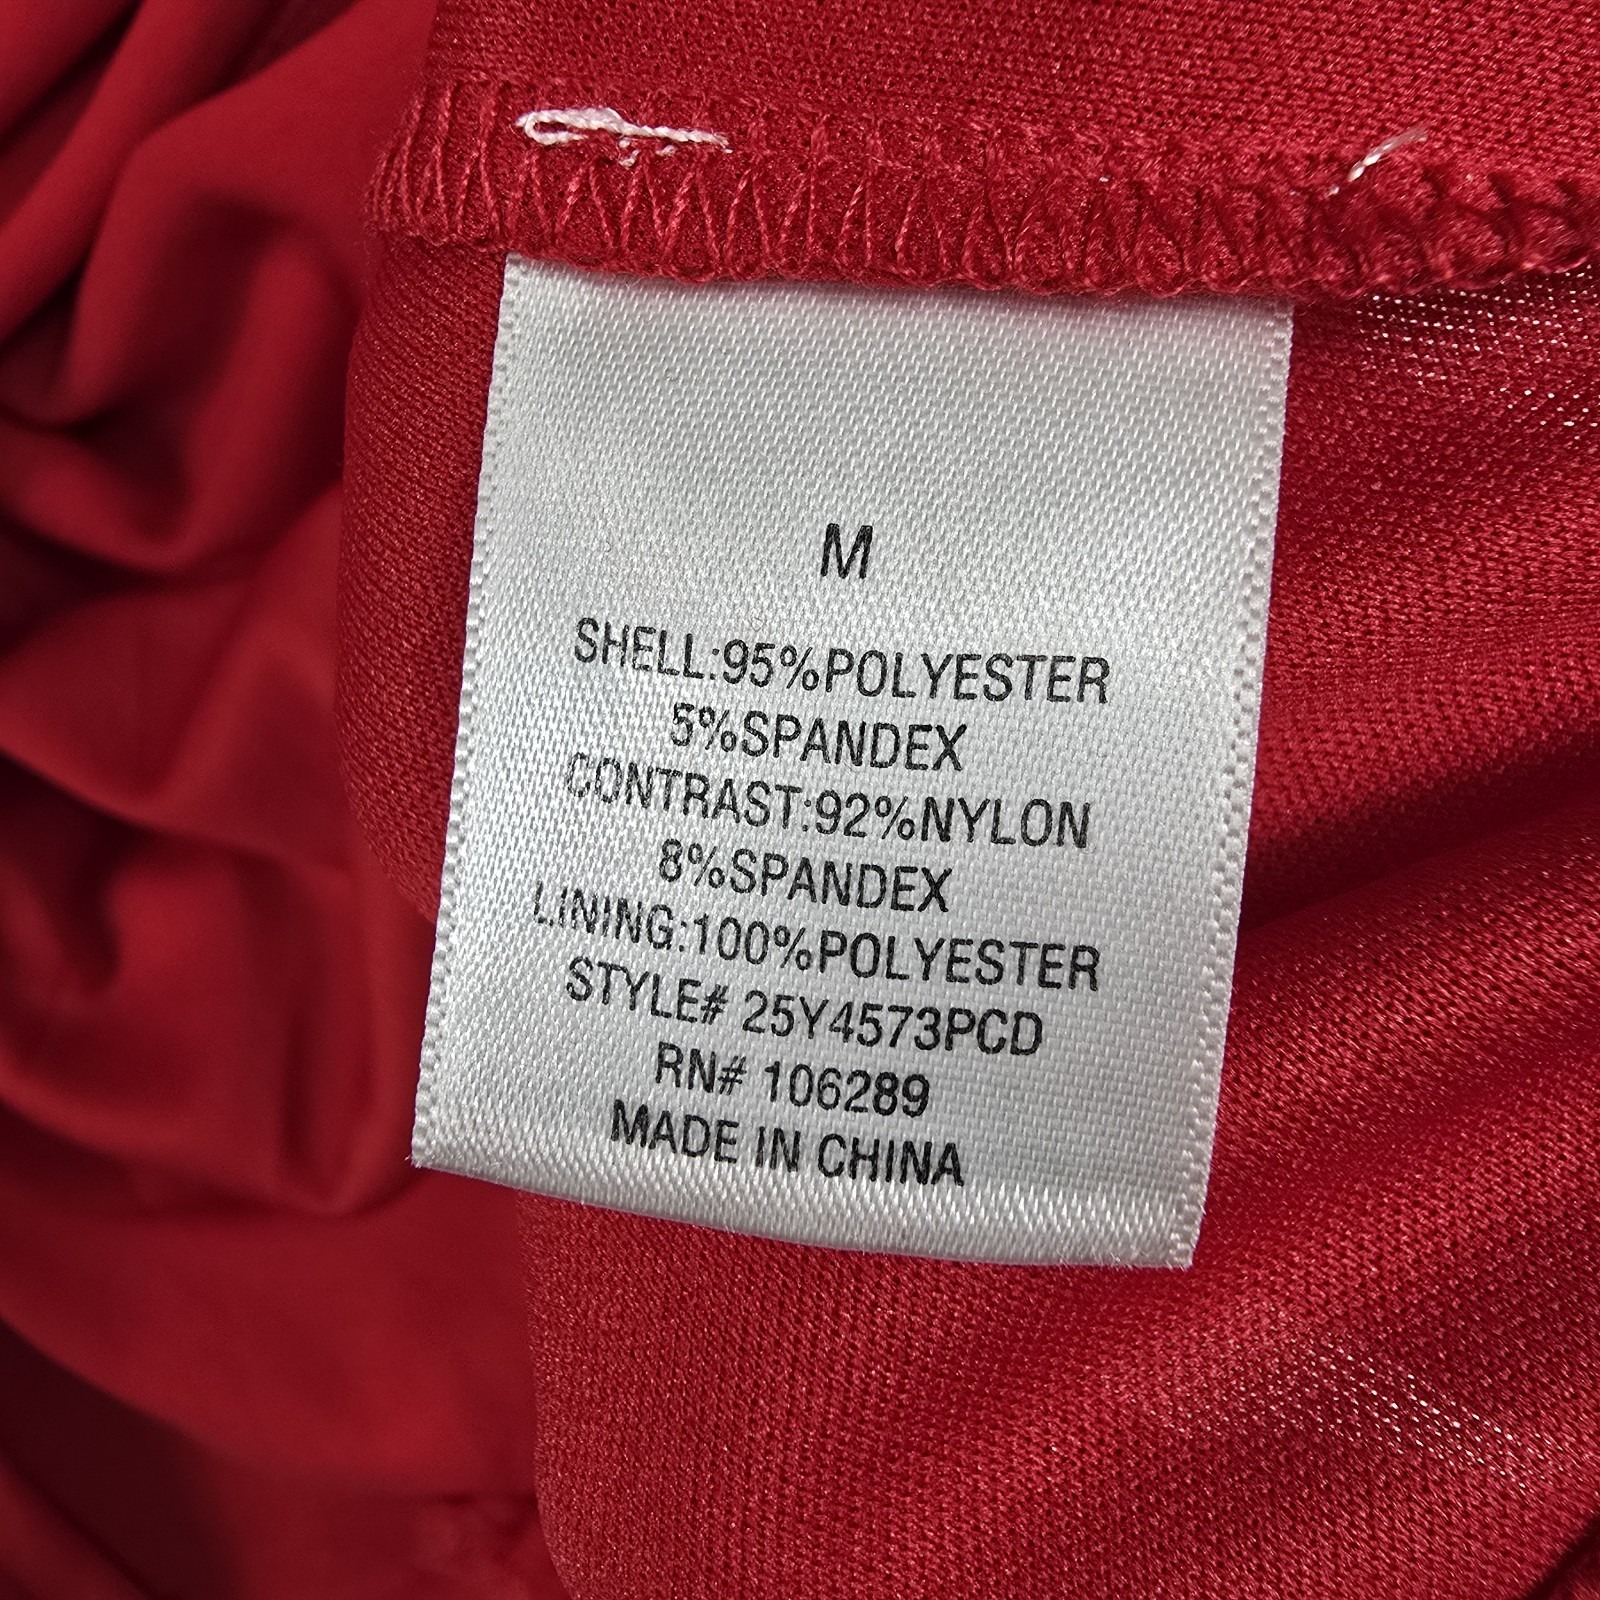 M
SHELL:95%POLYESTER
5%SPANDEX
CONTRAST:92%NYLON
8%SPANDEX
LINING:100%POLYESTER
STYLE# 25Y4573PCD
RN# 106289
MADE IN CHINA